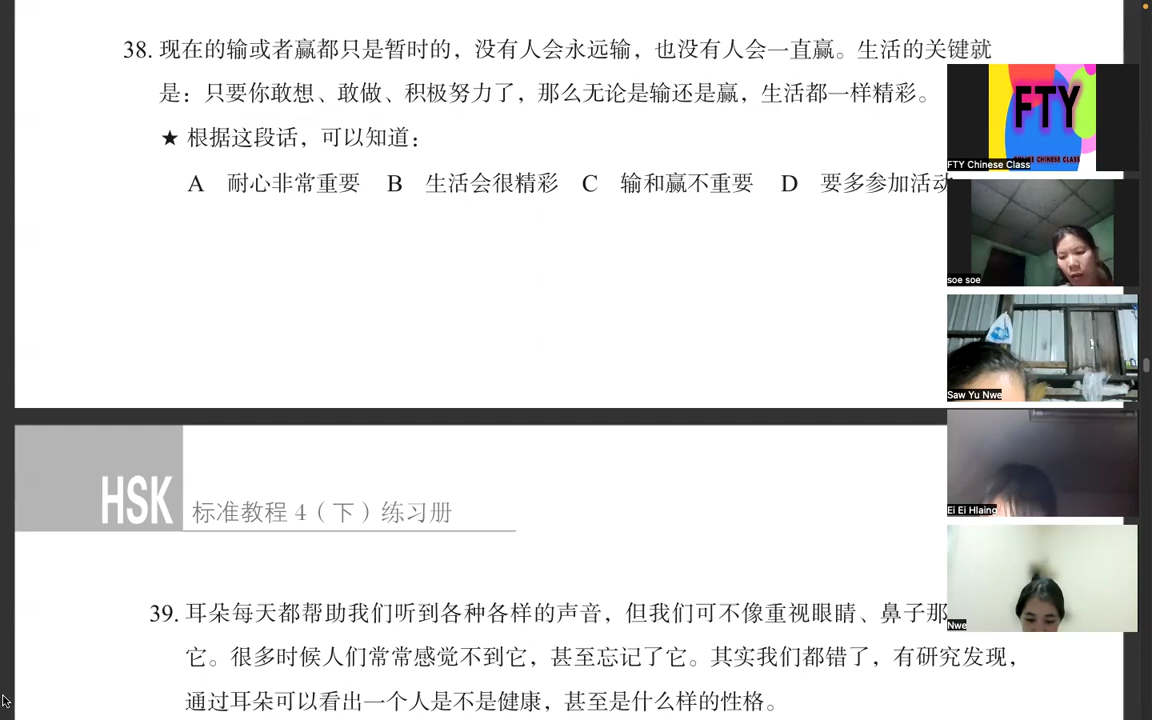 38. 现在的输或者赢都只是暂时的，没有人会永远输，也没有人会一直赢。生活的关键就
是：只要你敢想、敢做、积极努力了，那么无论是输还是赢，生活都一样精彩。
★ 根据这段话，可以知道：
A 耐心非常重要 B 生活会很精彩 C 输和赢不重要 D 要多参加活动
FTY
CHINESE CLASS
FTY Chinese Class
soe soe
Saw Yu Nwe
Ei Ei Hlaing
Nwe
HSK 标准教程 4（下）练习册
39. 耳朵每天都帮助我们听到各种各样的声音，但我们可不像重视眼睛、鼻子那
它。很多时候人们常常感觉不到它，甚至忘记了它。其实我们都错了，有研究发现，
通过耳朵可以看出一个人是不是健康，甚至是什么样的性格。